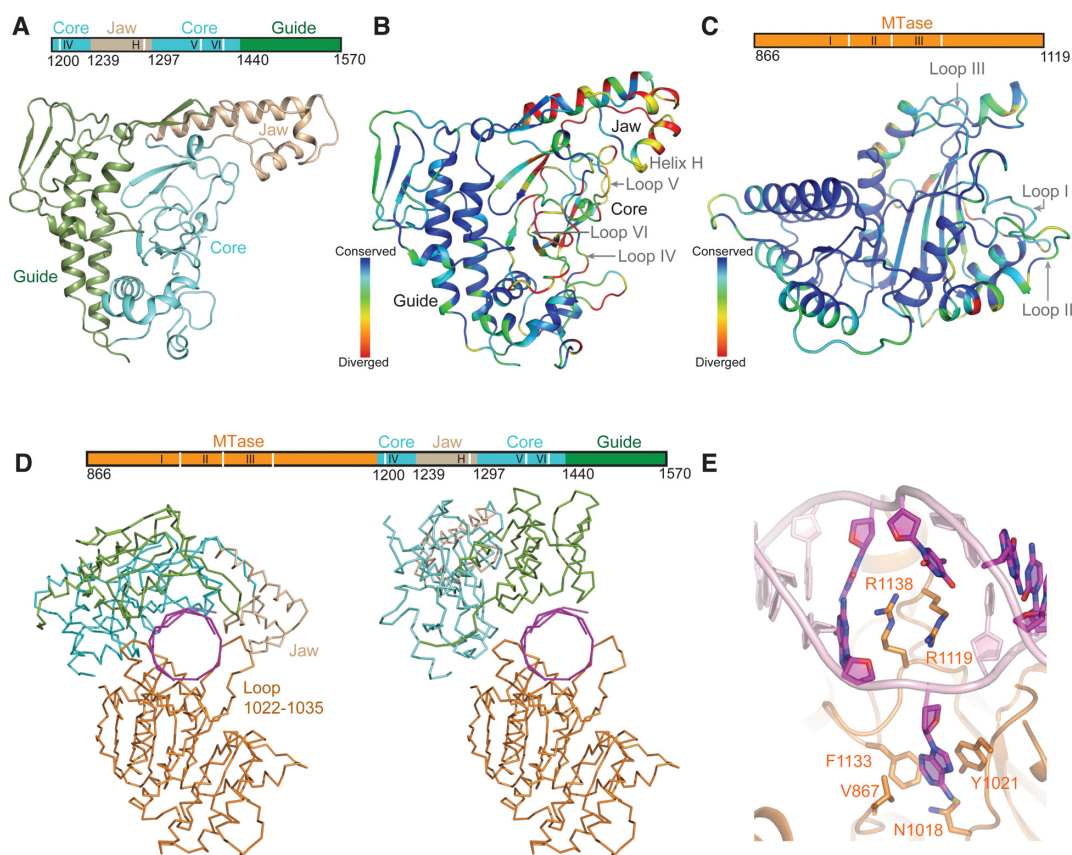 A
Core Jaw Core Guide
IV H V VI
1200 1239 1297 1440 1570
Jaw
Core
Guide
B
Jaw
Helix H
Loop V
Core
Loop VI
Loop IV
Guide
Conserved
Diverged
C
MTase
I II III
866 1119
Loop III
Loop I
Loop II
Conserved
Diverged
D
MTase Core Jaw Core Guide
I II III IV H V VI
866 1200 1239 1297 1440 1570
Jaw
Loop
1022-1035
E
R1138
R1119
F1133
V867
Y1021
N1018